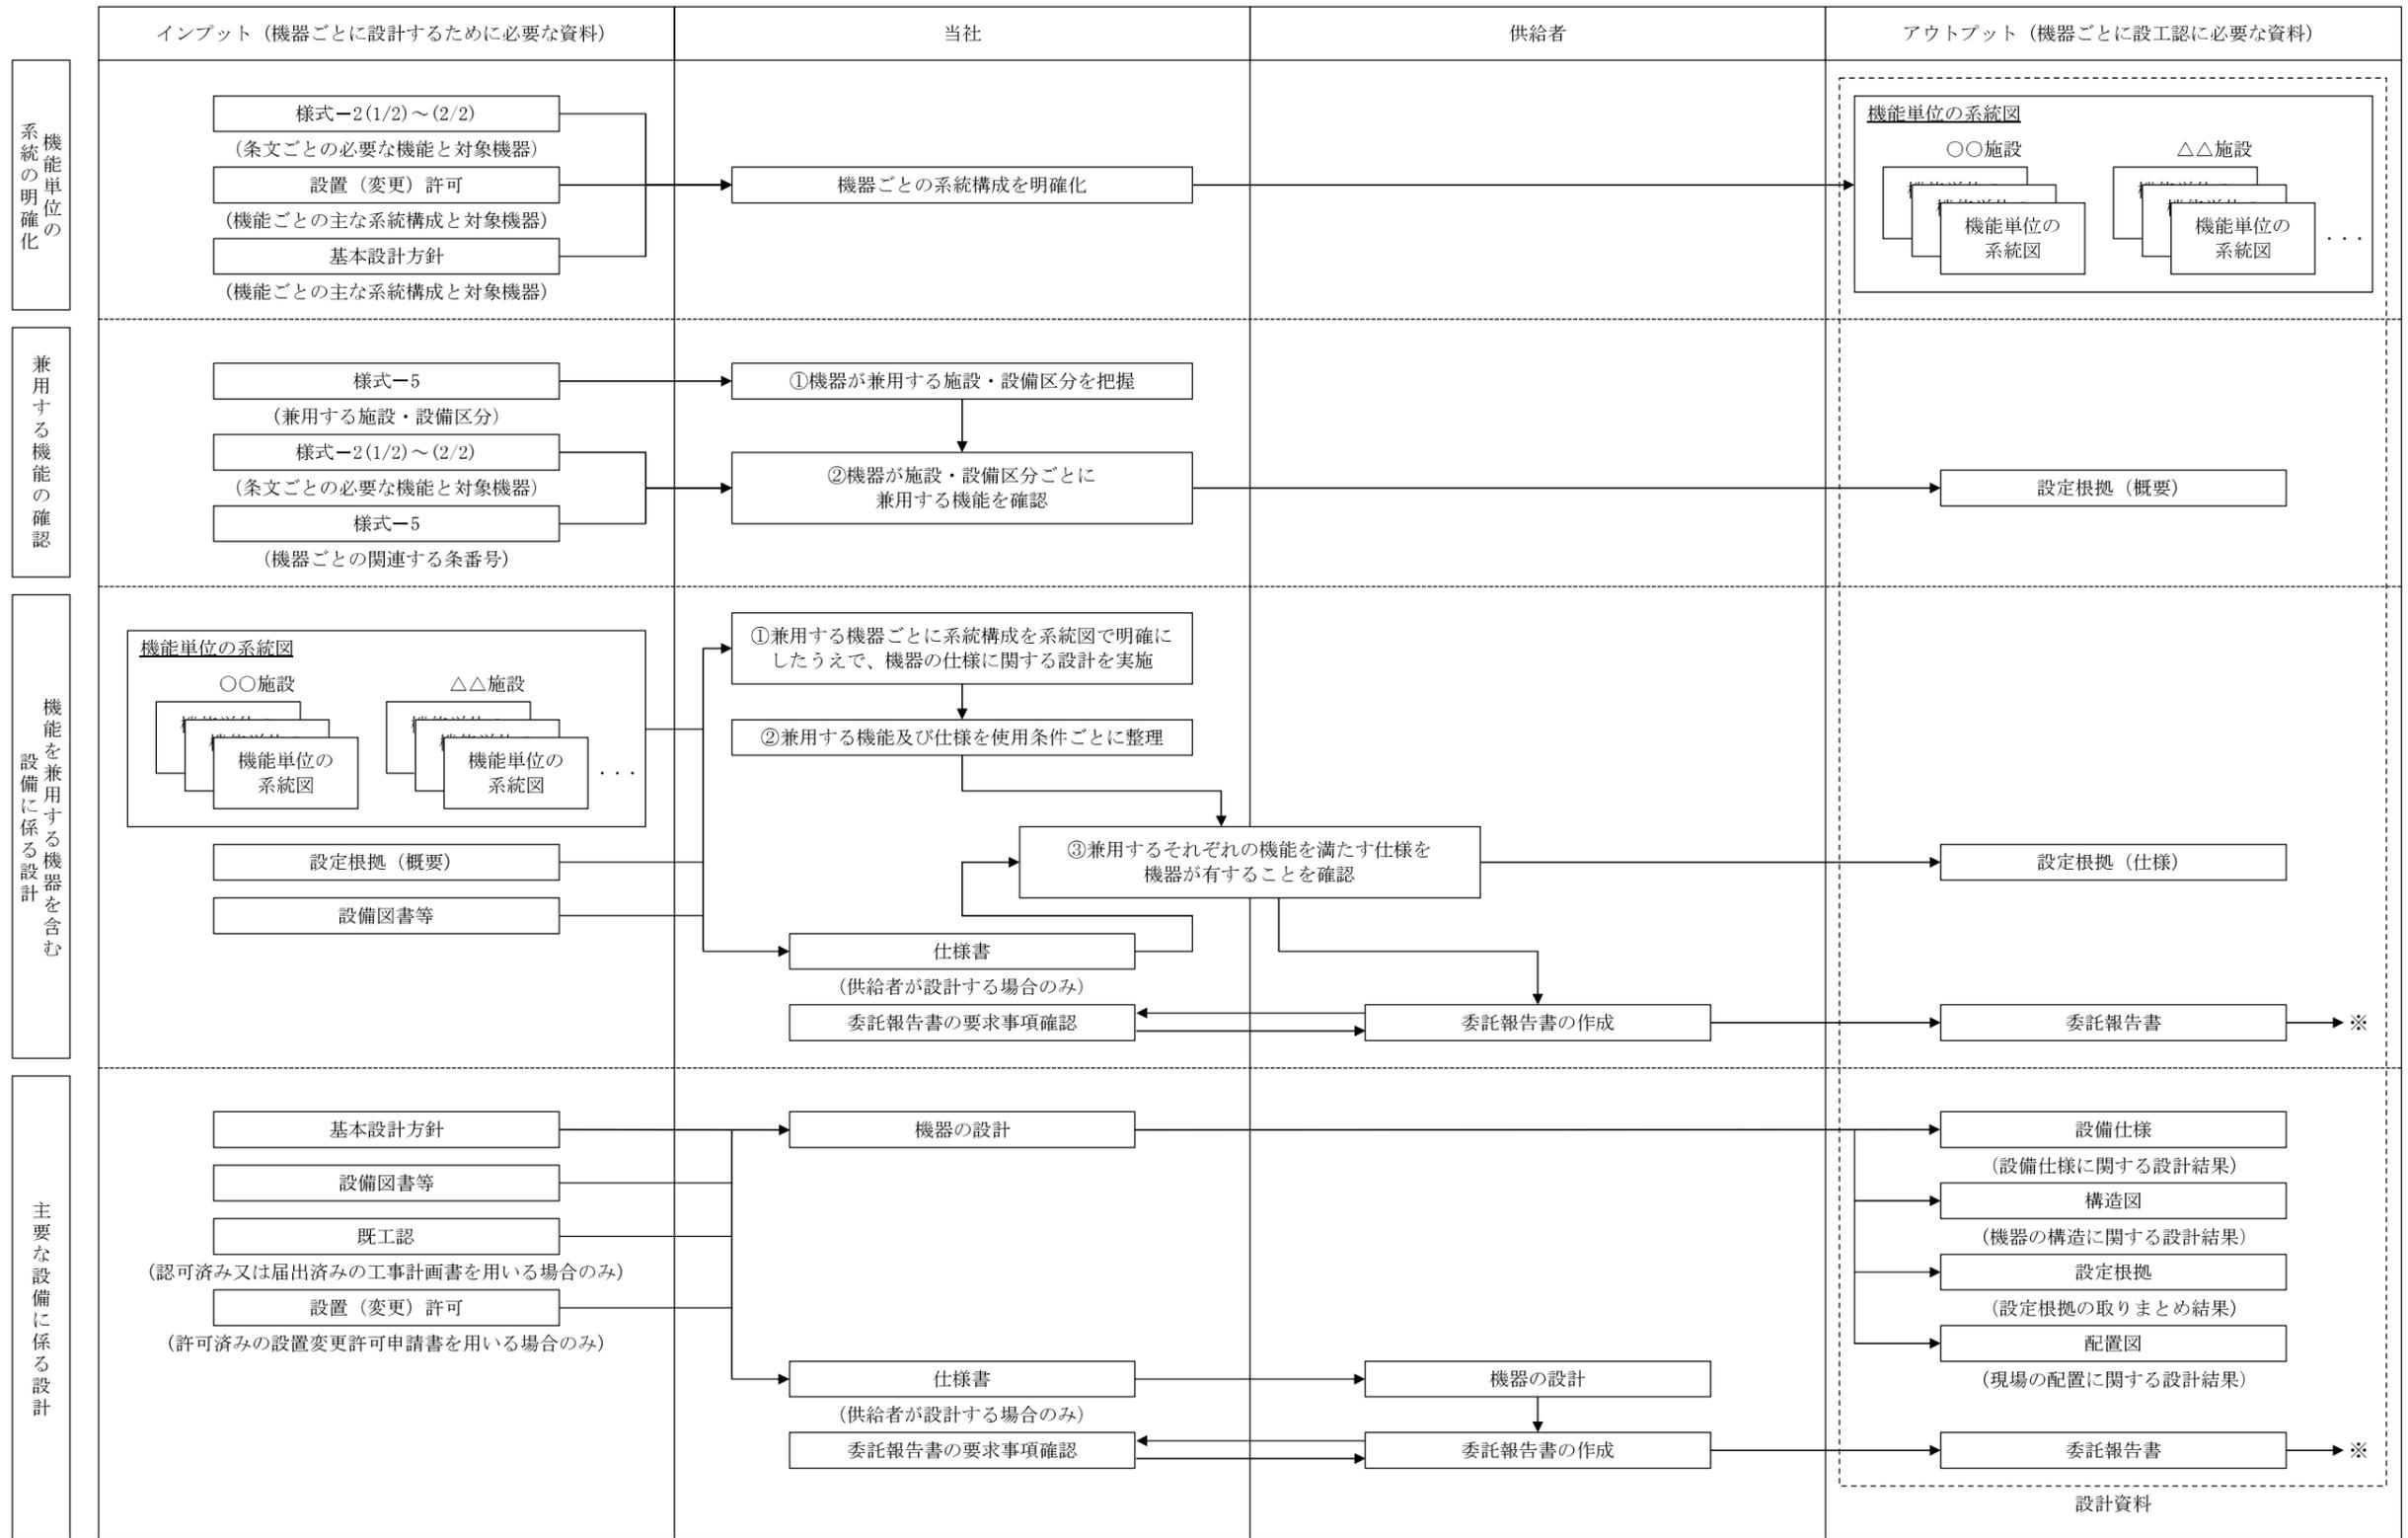 インプット（機器ごとに設計するために必要な資料）
当社
供給者
アウトプット（機器ごとに設工認に必要な資料）
機能単位の
系統の明確化
様式－2(1/2)～(2/2)
（条文ごとの必要な機能と対象機器）
設置（変更）許可
（機能ごとの主な系統構成と対象機器）
基本設計方針
（機能ごとの主な系統構成と対象機器）
機器ごとの系統構成を明確化
機能単位の系統図
○○施設
△△施設
機能単位の
系統図
機能単位の
系統図
・・・
兼用する機能の確認
様式－5
（兼用する施設・設備区分）
様式－2(1/2)～(2/2)
（条文ごとの必要な機能と対象機器）
様式－5
（機器ごとの関連する条番号）
①機器が兼用する施設・設備区分を把握
②機器が施設・設備区分ごとに
兼用する機能を確認
設定根拠（概要）
機能を兼用する機器を含む
設備に係る設計
機能単位の系統図
○○施設
△△施設
機能単位の
系統図
機能単位の
系統図
・・・
設定根拠（概要）
設備図書等
①兼用する機器ごとに系統構成を系統図で明確に
したうえで、機器の仕様に関する設計を実施
②兼用する機能及び仕様を使用条件ごとに整理
③兼用するそれぞれの機能を満たす仕様を
機器が有することを確認
設定根拠（仕様）
仕様書
（供給者が設計する場合のみ）
委託報告書の要求事項確認
委託報告書の作成
委託報告書
※
主要な設備に係る設計
基本設計方針
設備図書等
既工認
（認可済み又は届出済みの工事計画書を用いる場合のみ）
設置（変更）許可
（許可済みの設置変更許可申請書を用いる場合のみ）
機器の設計
設備仕様
（設備仕様に関する設計結果）
構造図
（機器の構造に関する設計結果）
設定根拠
（設定根拠の取りまとめ結果）
配置図
（現場の配置に関する設計結果）
仕様書
（供給者が設計する場合のみ）
機器の設計
委託報告書の要求事項確認
委託報告書の作成
委託報告書
※
設計資料